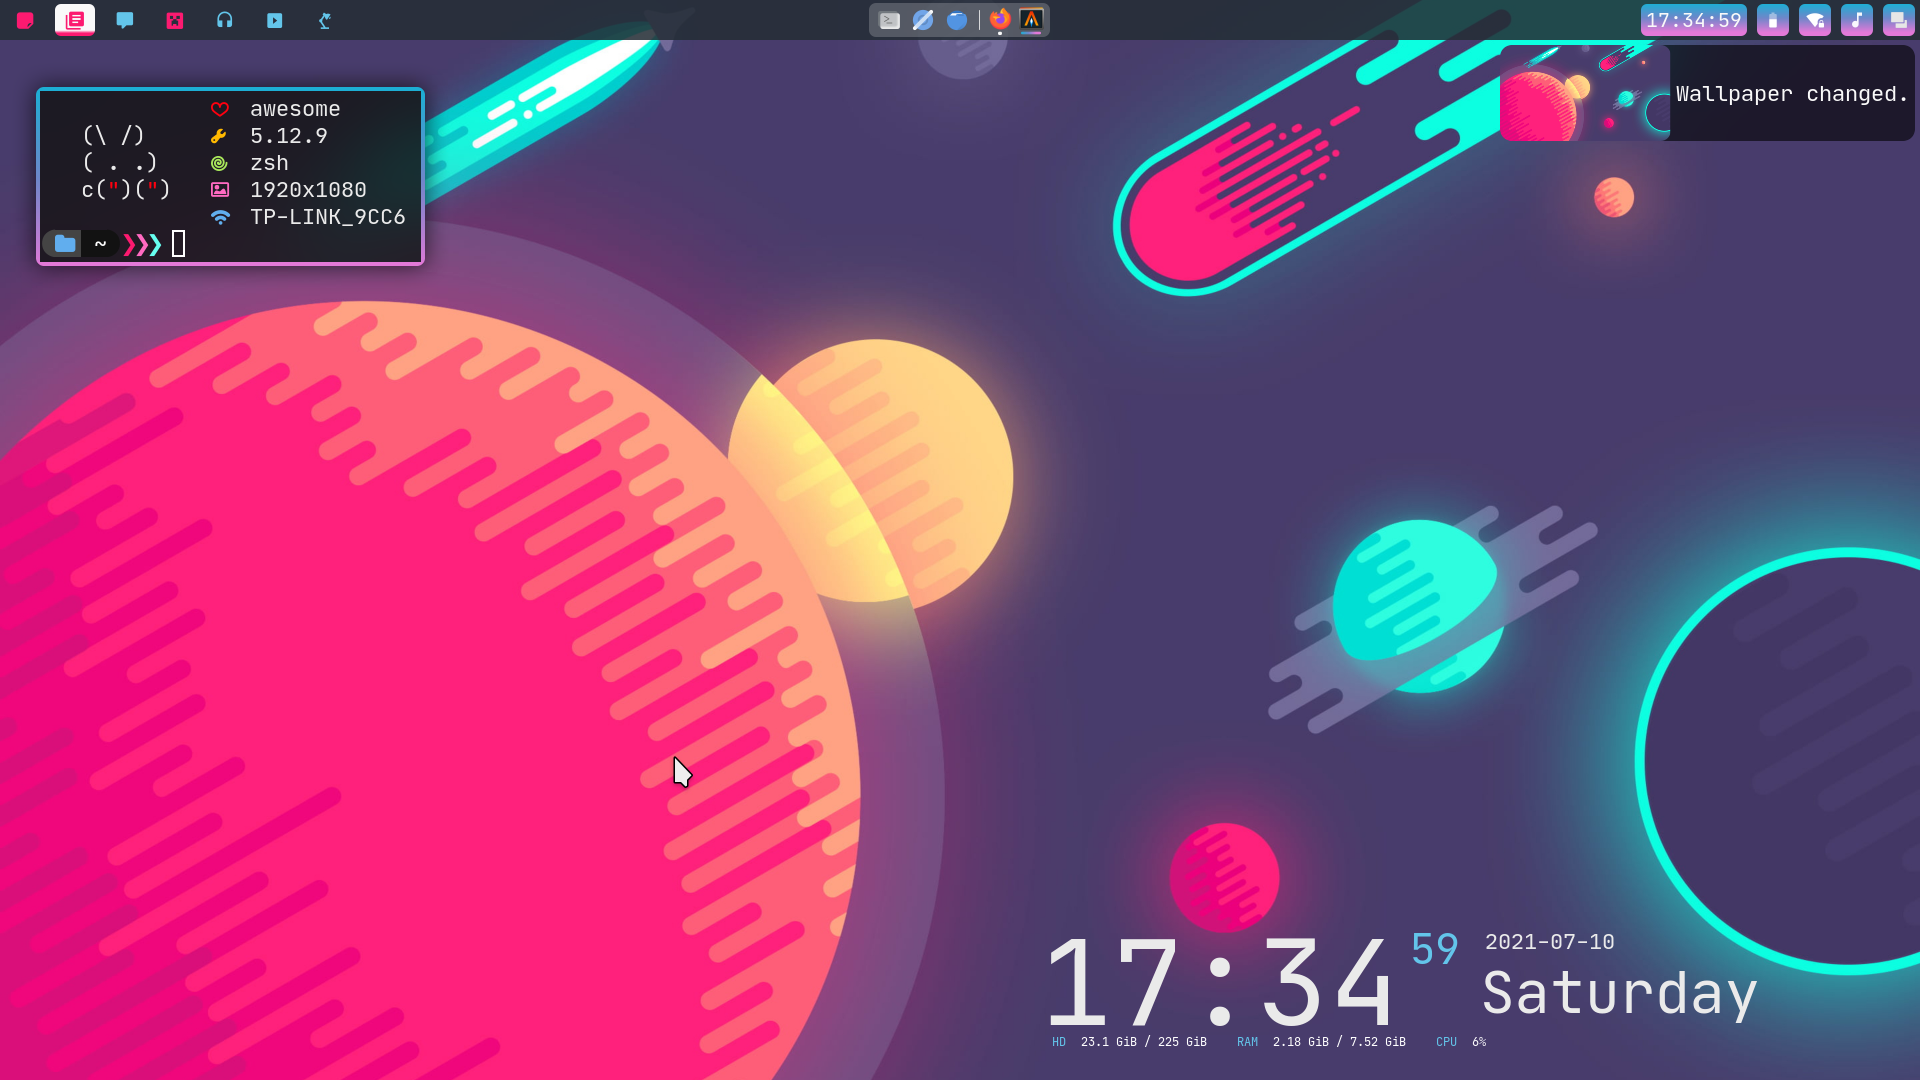 17:34:59
Wallpaper changed.
(\ /)
( . .)
c(")(")
awesome
5.12.9
zsh
1920x1080
TP-LINK_9CC6
~ ❯❯❯
17:34 59
2021-07-10
Saturday
HD 23.1 GiB / 225 GiB RAM 2.18 GiB / 7.52 GiB CPU 6%